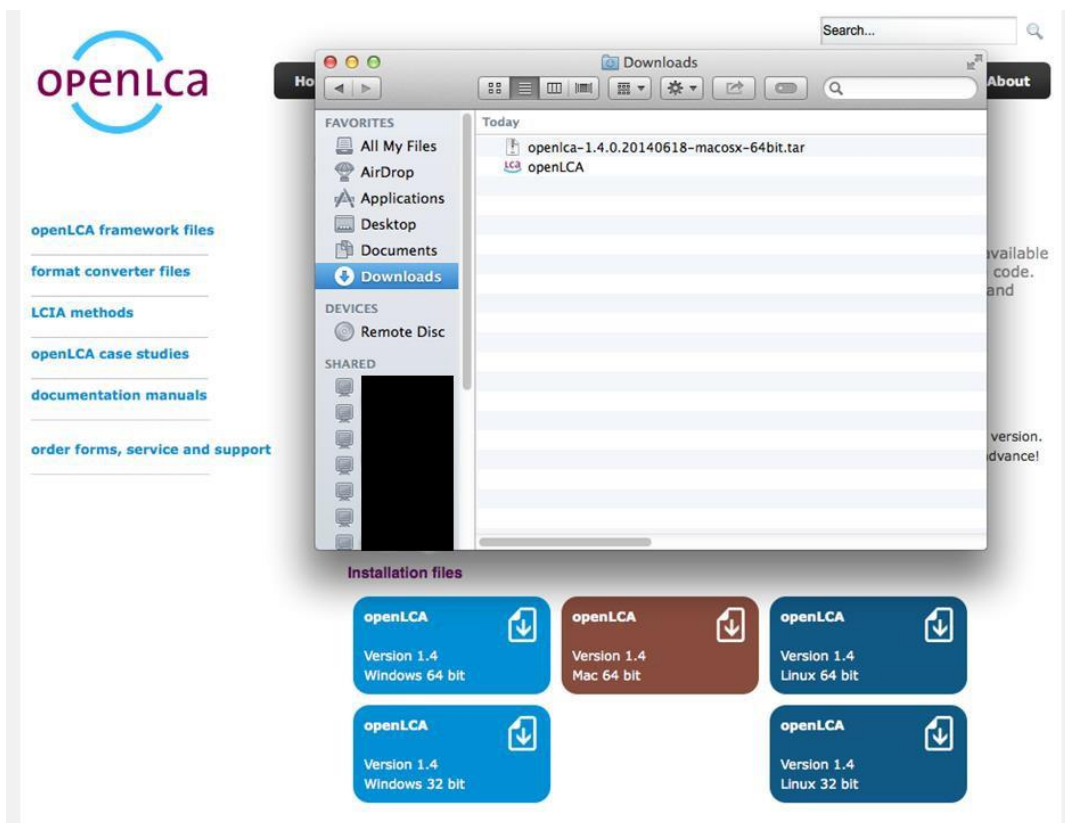 Search...
openLca
Ho
About
Downloads
FAVORITES
All My Files
AirDrop
Applications
Desktop
Documents
Downloads
DEVICES
Remote Disc
SHARED
Today
openlca-1.4.0.20140618-macosx-64bit.tar
LCa openLCA
openLCA framework files
format converter files
LCIA methods
openLCA case studies
documentation manuals
order forms, service and support
available
code.
and
version.
dvance!
Installation files
openLCA
Version 1.4
Windows 64 bit
openLCA
Version 1.4
Mac 64 bit
openLCA
Version 1.4
Linux 64 bit
openLCA
Version 1.4
Windows 32 bit
openLCA
Version 1.4
Linux 32 bit